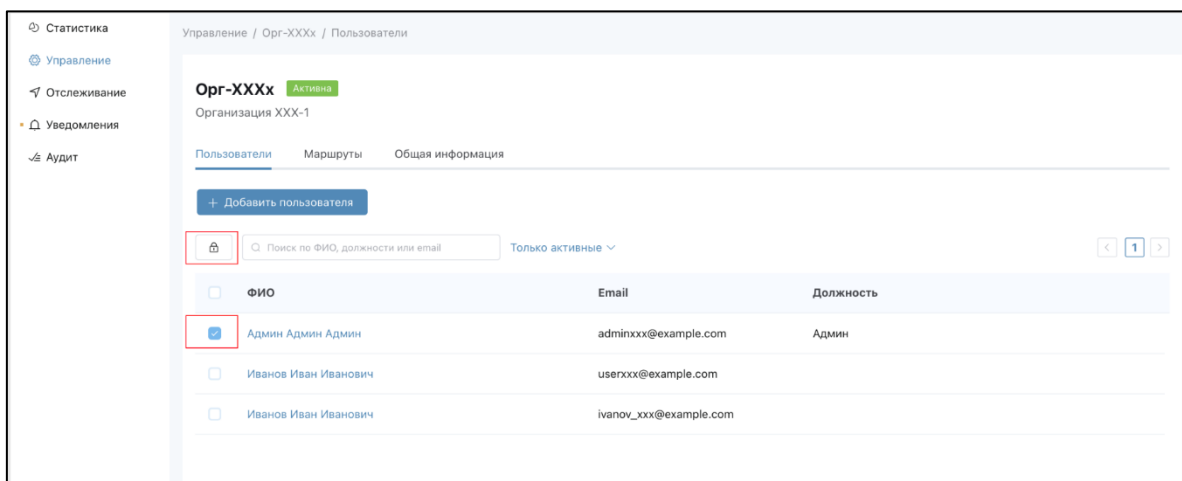 Статистика
Управление
Отслеживание
Уведомления
Аудит
Управление / Орг-XXXx / Пользователи
Орг-XXXx Активна
Организация XXX-1
Пользователи Маршруты Общая информация
+ Добавить пользователя
Поиск по ФИО, должности или email Только активные
< 1 >
ФИО Email Должность
Админ Админ Админ adminxx@example.com Админ
Иванов Иван Иванович userxxx@example.com
Иванов Иван Иванович ivanov_xxx@example.com